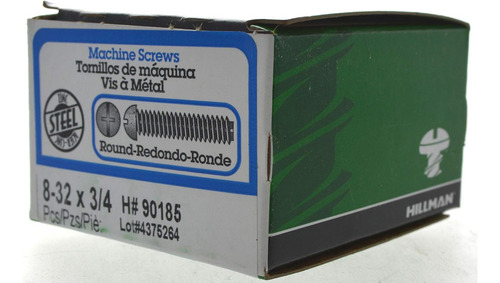 Machine Screws
Tornillos de máquina
Vis à Métal
STEEL
Round-Redondo-Ronde
8-32 x 3/4 H# 90185
Pcs/Pzs/Piè: Lot#4375264
HILLMAN